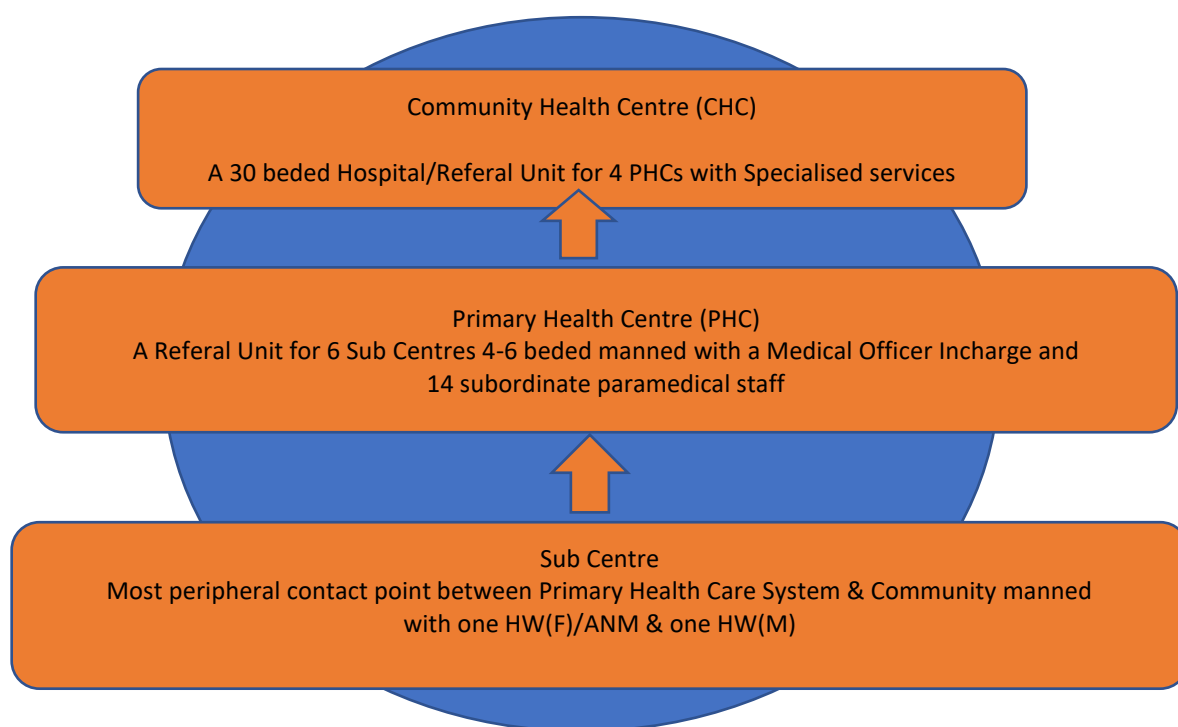 Community Health Centre (CHC)
A 30 beded Hospital/Referal Unit for 4 PHCs with Specialised services
Primary Health Centre (PHC)
A Referal Unit for 6 Sub Centres 4-6 beded manned with a Medical Officer Incharge and
14 subordinate paramedical staff
Sub Centre
Most peripheral contact point between Primary Health Care System & Community manned
with one HW(F)/ANM & one HW(M)